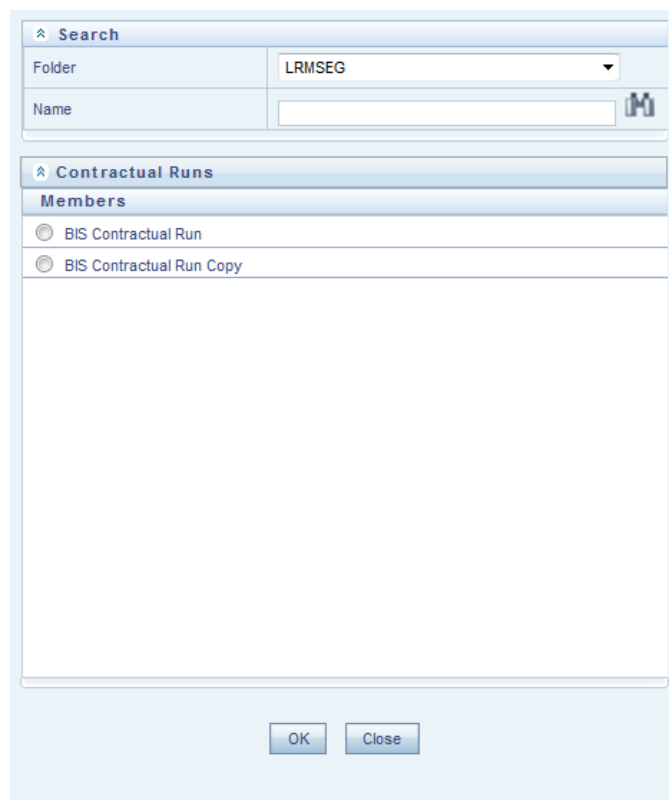 Search
Folder LRMSEG
Name
Contractual Runs
Members
BIS Contractual Run
BIS Contractual Run Copy
OK Close